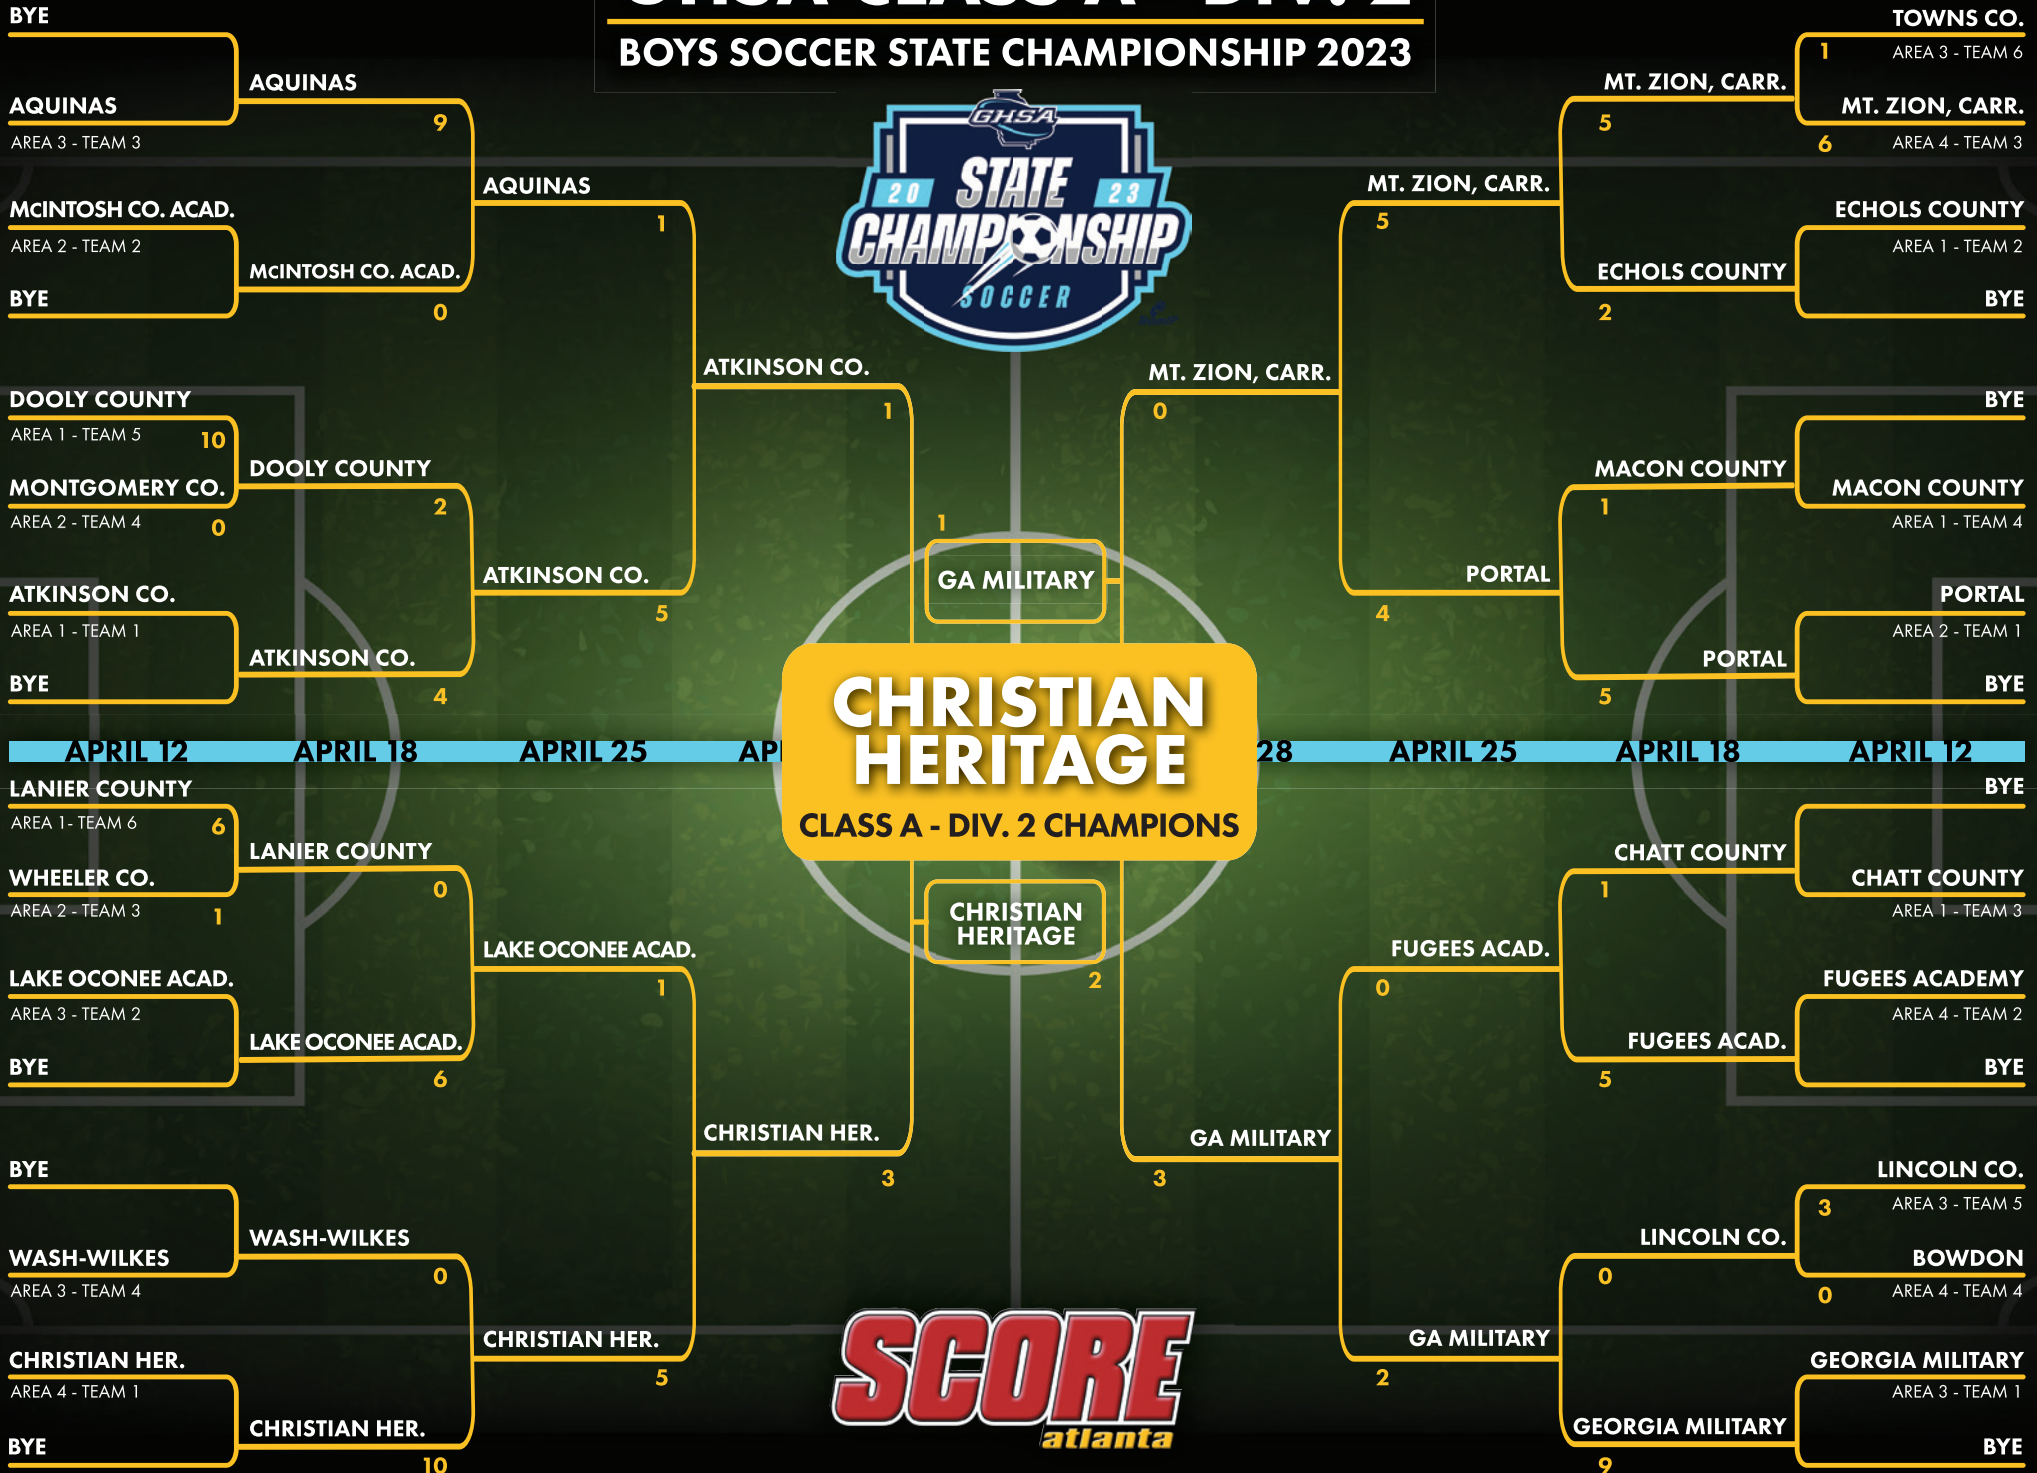 GHSA CLASS A - DIV. 2
BOYS SOCCER STATE CHAMPIONSHIP 2023
GHSA
20 STATE 23
CHAMPIONSHIP
SOCCER
BYE
AQUINAS
AREA 3 - TEAM 3
McINTOSH CO. ACAD.
AREA 2 - TEAM 2
BYE
DOOLY COUNTY
AREA 1 - TEAM 5 10
MONTGOMERY CO.
AREA 2 - TEAM 4 0
ATKINSON CO.
AREA 1 - TEAM 1
BYE
AQUINAS
9
McINTOSH CO. ACAD.
0
DOOLY COUNTY
2
ATKINSON CO.
4
AQUINAS
1
ATKINSON CO.
5
ATKINSON CO.
1
1
GA MILITARY
MT. ZION, CARR.
0
MT. ZION, CARR.
5
PORTAL
4
MT. ZION, CARR.
5
ECHOLS COUNTY
2
MACON COUNTY
1
PORTAL
5
TOWNS CO.
1 AREA 3 - TEAM 6
MT. ZION, CARR.
6 AREA 4 - TEAM 3
ECHOLS COUNTY
AREA 1 - TEAM 2
BYE
BYE
MACON COUNTY
AREA 1 - TEAM 4
PORTAL
AREA 2 - TEAM 1
BYE
CHRISTIAN
HERITAGE
CLASS A - DIV. 2 CHAMPIONS
APRIL 12 APRIL 18 APRIL 25 AP 28 APRIL 25 APRIL 18 APRIL 12
LANIER COUNTY
AREA 1- TEAM 6 6
WHEELER CO.
AREA 2 - TEAM 3 1
LAKE OCONEE ACAD.
AREA 3 - TEAM 2
BYE
BYE
WASH-WILKES
AREA 3 - TEAM 4
CHRISTIAN HER.
AREA 4 - TEAM 1
BYE
LANIER COUNTY
0
LAKE OCONEE ACAD.
6
WASH-WILKES
0
CHRISTIAN HER.
10
LAKE OCONEE ACAD.
1
CHRISTIAN HER.
5
CHRISTIAN HER.
3
CHRISTIAN
HERITAGE
2
GA MILITARY
3
FUGEES ACAD.
0
GA MILITARY
2
CHATT COUNTY
1
FUGEES ACAD.
5
LINCOLN CO.
0
GEORGIA MILITARY
9
BYE
CHATT COUNTY
AREA 1 - TEAM 3
FUGEES ACADEMY
AREA 4 - TEAM 2
BYE
LINCOLN CO.
3 AREA 3 - TEAM 5
BOWDON
0 AREA 4 - TEAM 4
GEORGIA MILITARY
AREA 3 - TEAM 1
BYE
SCORE
atlanta